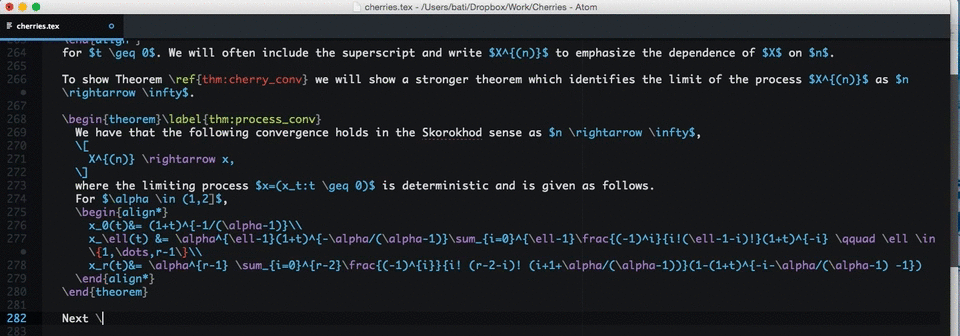 cherries.tex - /Users/bati/Dropbox/Work/Cherries - Atom
cherries.tex
263 \end{align*}
264 for $t \geq 0$. We will often include the superscript and write $X^{(n)}$ to emphasize the dependence of $X$ on $n$.
265
266 To show Theorem \ref{thm:cherry_conv} we will show a stronger theorem which identifies the limit of the process $X^{(n)}$ as $n
• \rightarrow \infty$.
267
268 \begin{theorem}\label{thm:process_conv}
269 We have that the following convergence holds in the Skorokhod sense as $n \rightarrow \infty$,
270 \[
271 X^{(n)} \rightarrow x,
272 \]
273 where the limiting process $x=(x_t:t \geq 0)$ is deterministic and is given as follows.
274 For $\alpha \in (1,2]$,
275 \begin{align*}
276 x_0(t)&= (1+t)^{-1/(\alpha-1)}\\
277 x_\ell(t) &= \alpha^{\ell-1}(1+t)^{-\alpha/(\alpha-1)}\sum_{i=0}^{\ell-1}\frac{(-1)^i}{i!(\ell-1-i)!}(1+t)^{-i} \qquad \ell \in
• \{1,\dots,r-1\}\\
278 x_r(t)&= \alpha^{r-1} \sum_{i=0}^{r-2}\frac{(-1)^{i}}{i! (r-2-i)! (i+1+\alpha/(\alpha-1))}(1-(1+t)^{-i-\alpha/(\alpha-1) -1})
279 \end{align*}
280 \end{theorem}
281
282 Next \
283